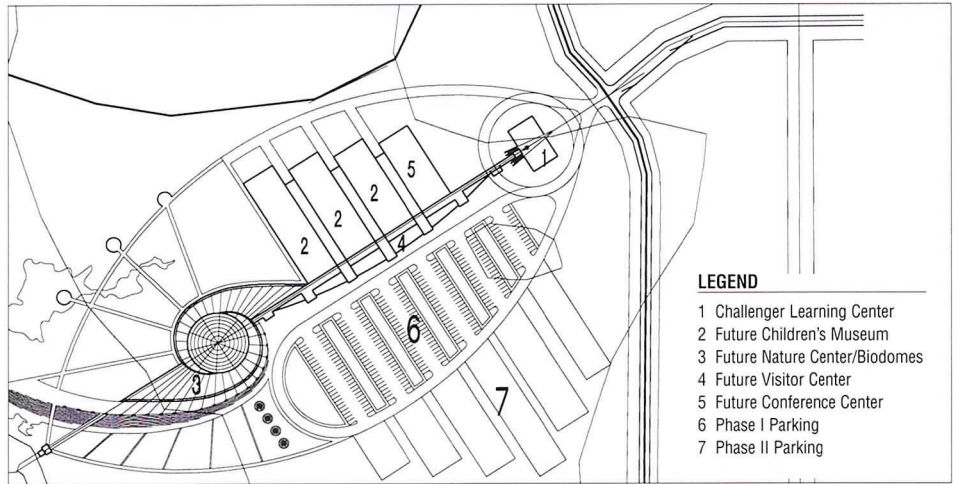 1
5
2
2
2
2
4
6
3
7
LEGEND
1 Challenger Learning Center
2 Future Children's Museum
3 Future Nature Center/Biodomes
4 Future Visitor Center
5 Future Conference Center
6 Phase I Parking
7 Phase II Parking